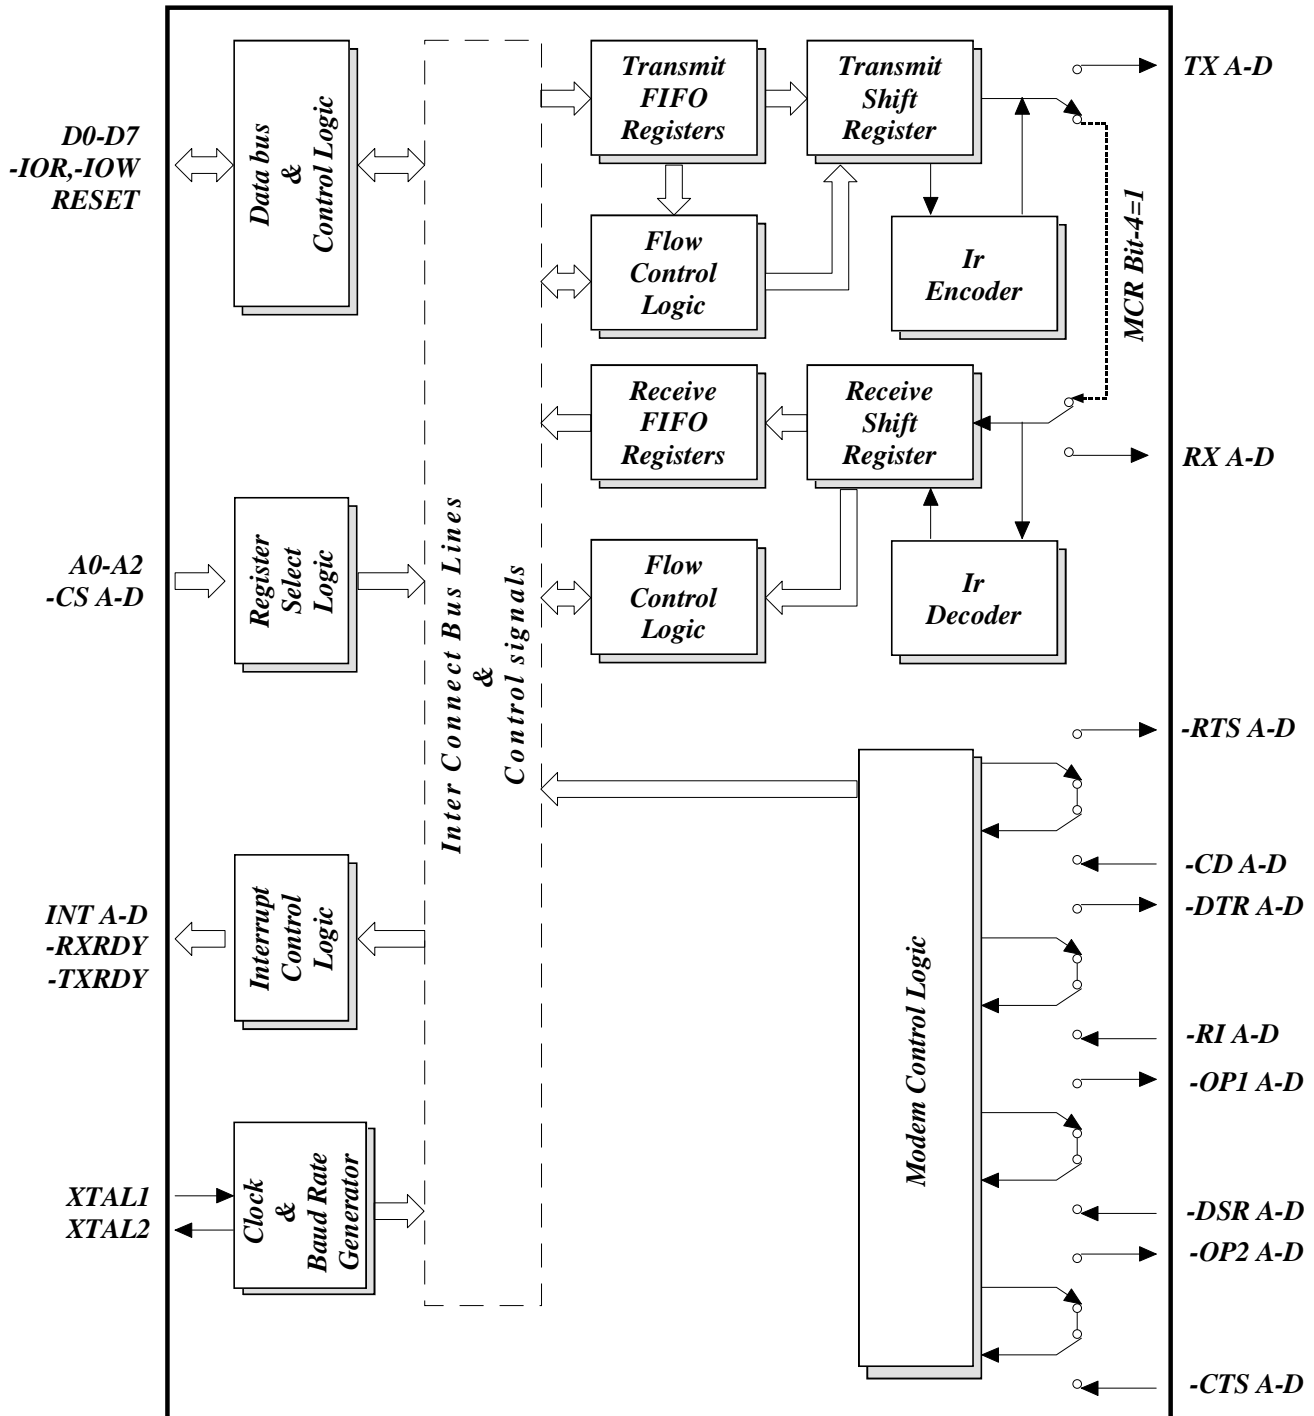 D0-D7
-IOR,-IOW
RESET
Data bus
&
Control Logic
A0-A2
-CS A-D
Register
Select
Logic
INT A-D
-RXRDY
-TXRDY
Interrupt
Control
Logic
XTAL1
XTAL2
Clock
&
Baud Rate
Generator
Inter Connect Bus Lines
&
Control signals
Transmit
FIFO
Registers
Transmit
Shift
Register
Flow
Control
Logic
Ir
Encoder
Receive
FIFO
Registers
Receive
Shift
Register
Flow
Control
Logic
Ir
Decoder
TX A-D
MCR Bit-4=1
RX A-D
Modem Control Logic
-RTS A-D
-CD A-D
-DTR A-D
-RI A-D
-OP1 A-D
-DSR A-D
-OP2 A-D
-CTS A-D